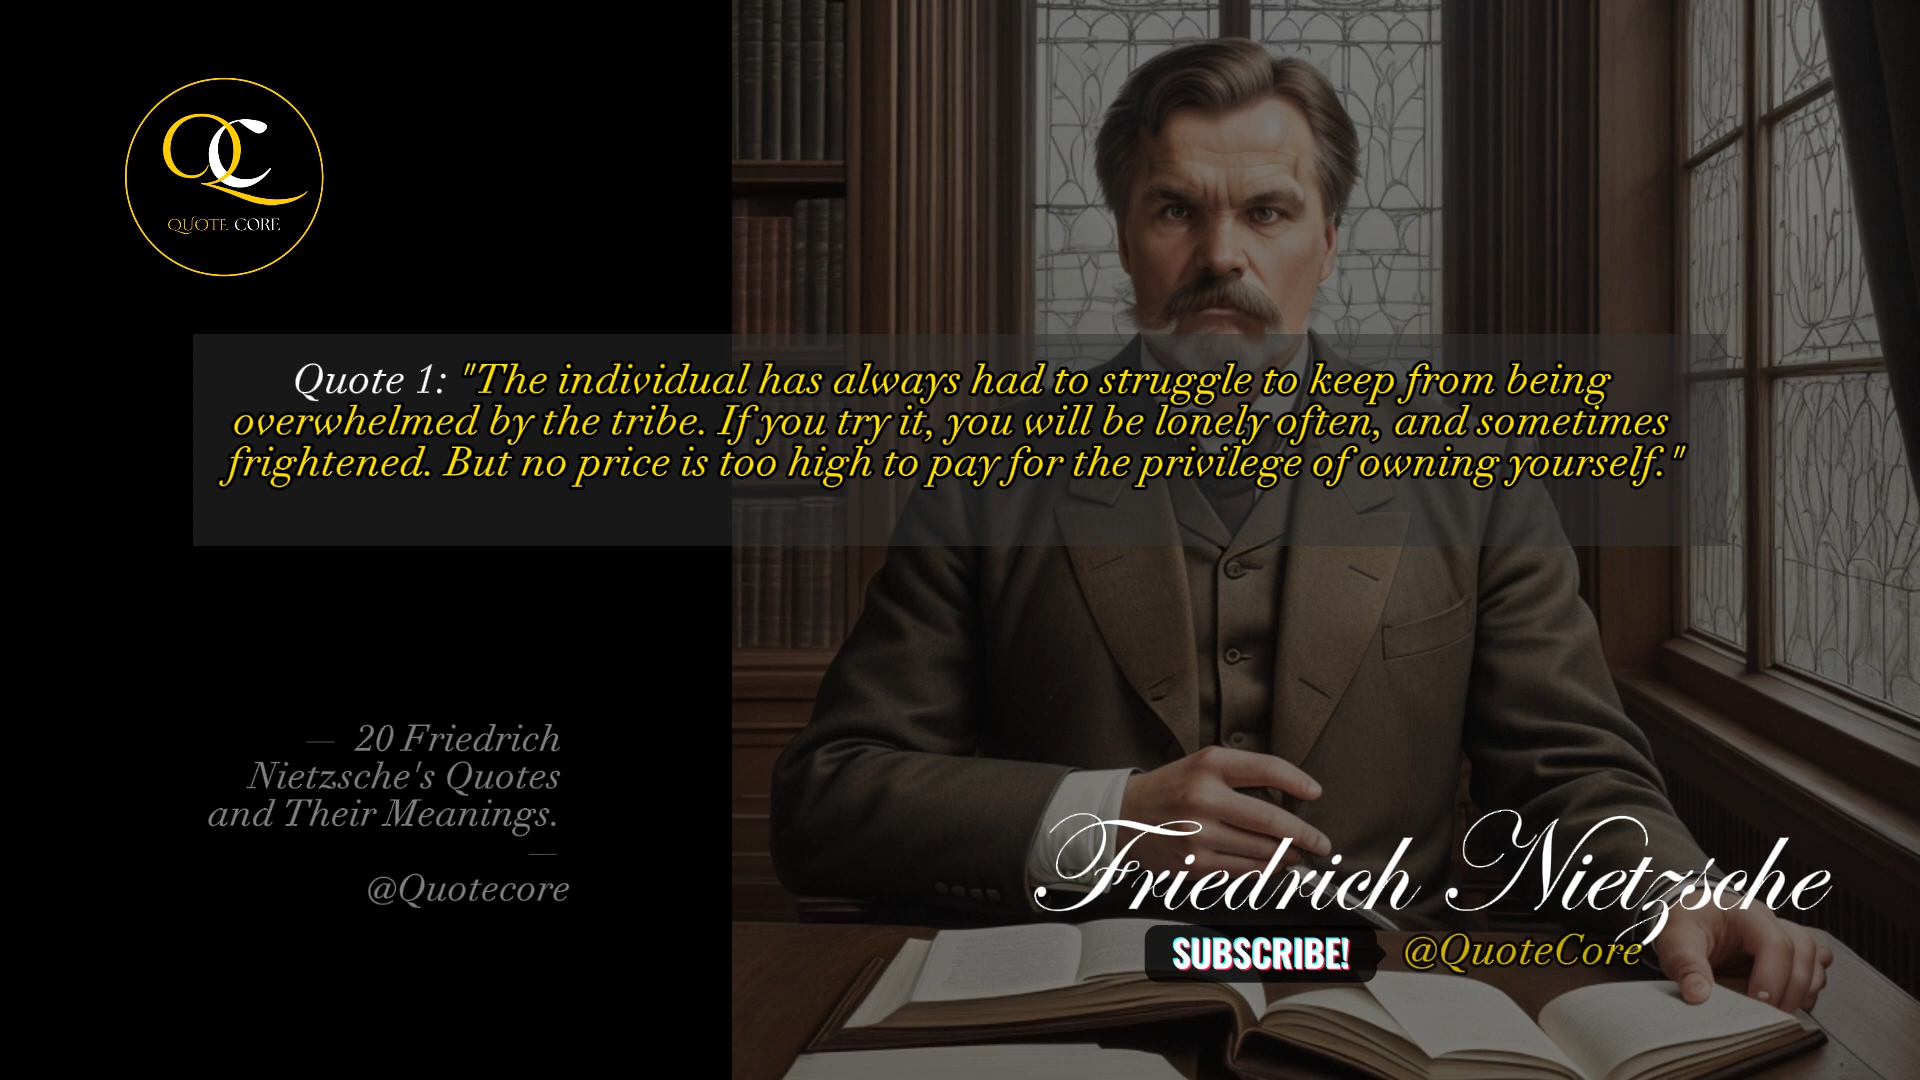 QC
QUOTE CORE
Quote 1: "The individual has always had to struggle to keep from being
overwhelmed by the tribe. If you try it, you will be lonely often, and sometimes
frightened. But no price is too high to pay for the privilege of owning yourself."
— 20 Friedrich
Nietzsche's Quotes
and Their Meanings.
—
@Quotecore
Friedrich Nietzsche
SUBSCRIBE!
@QuoteCore